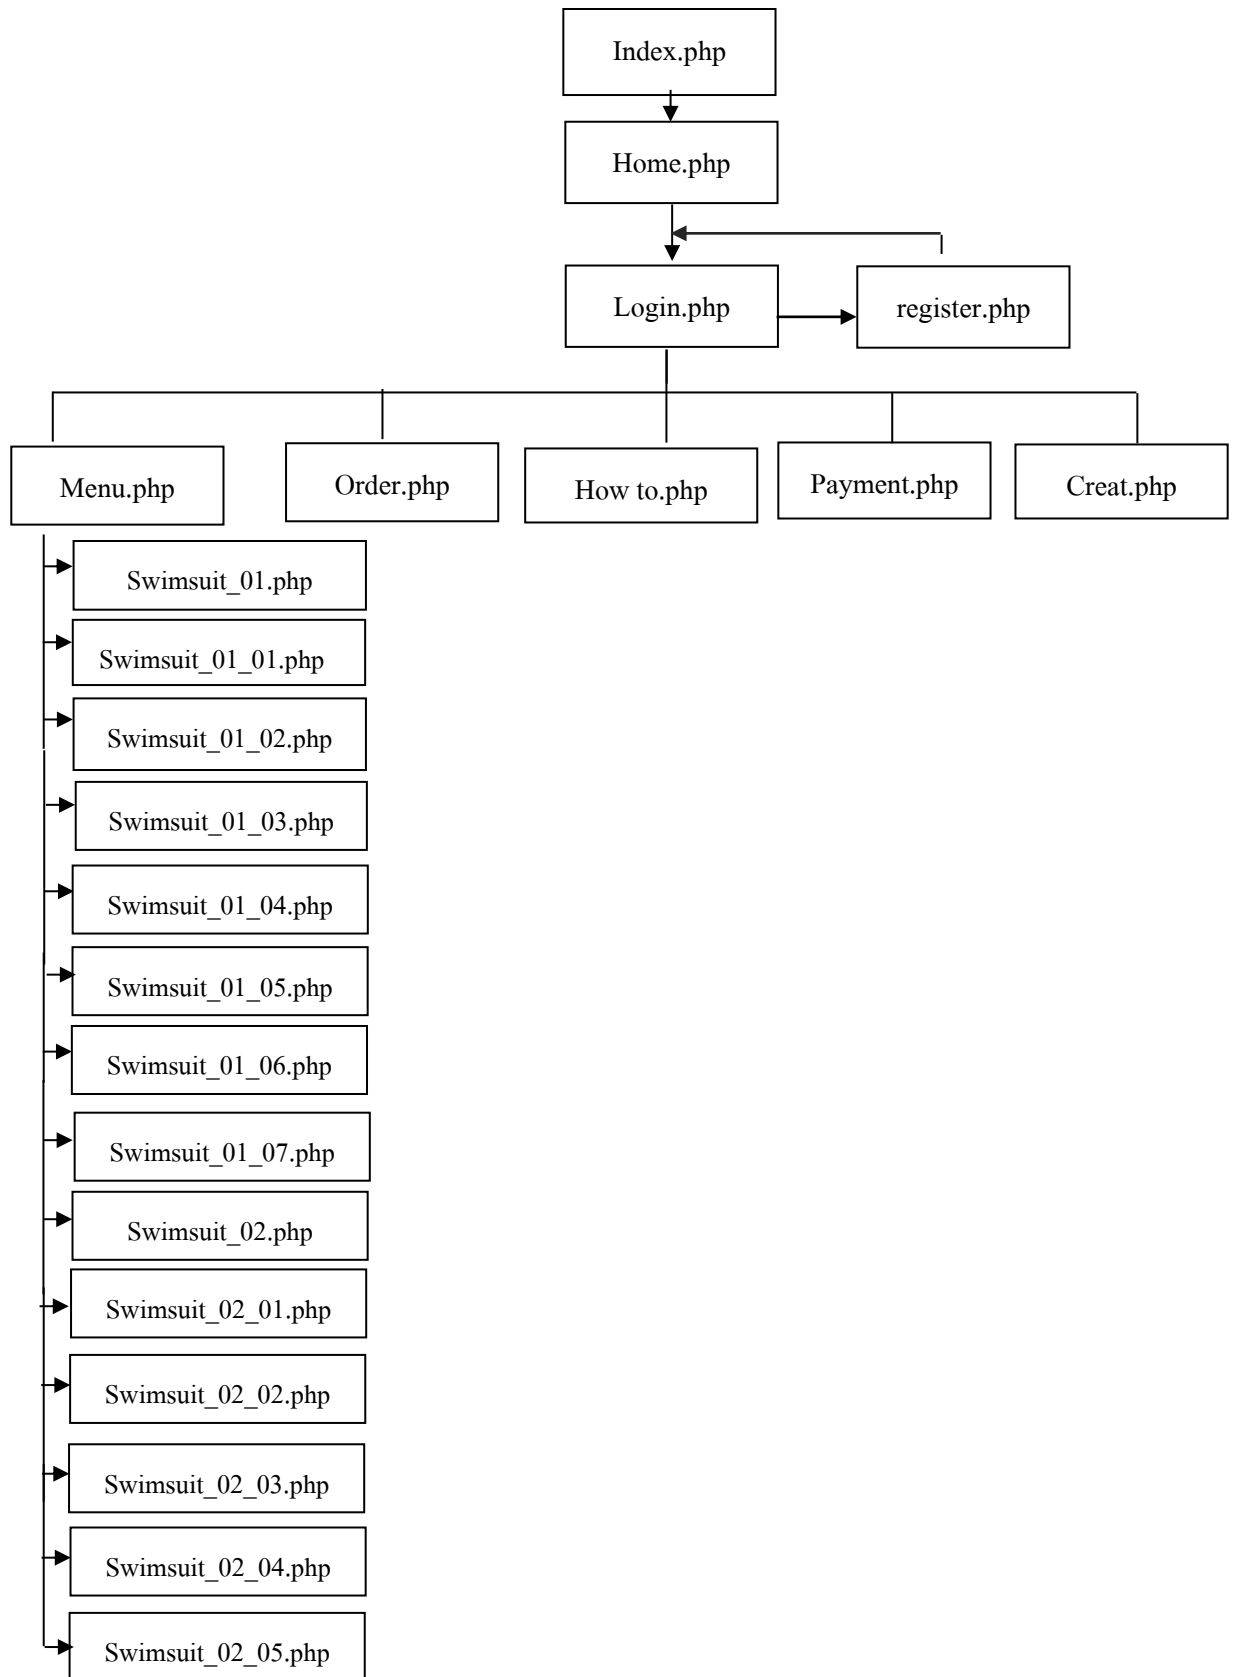 Index.php
Home.php
Login.php
register.php
Menu.php
Order.php
How to.php
Payment.php
Creat.php
Swimsuit_01.php
Swimsuit_01_01.php
Swimsuit_01_02.php
Swimsuit_01_03.php
Swimsuit_01_04.php
Swimsuit_01_05.php
Swimsuit_01_06.php
Swimsuit_01_07.php
Swimsuit_02.php
Swimsuit_02_01.php
Swimsuit_02_02.php
Swimsuit_02_03.php
Swimsuit_02_04.php
Swimsuit_02_05.php